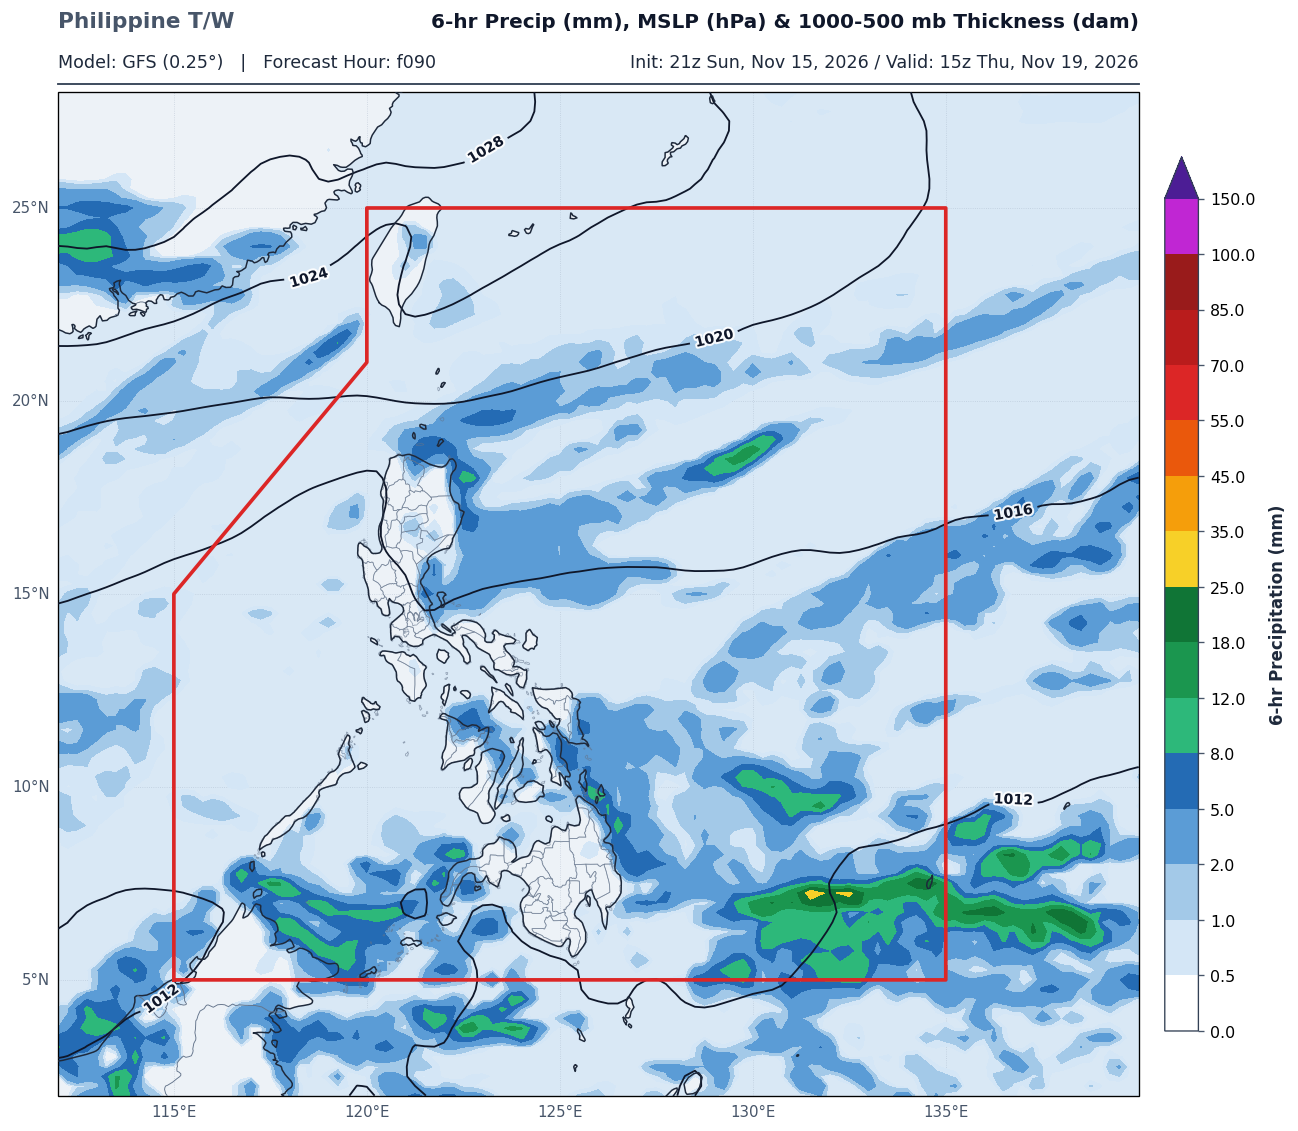 Philippine T/W
6-hr Precip (mm), MSLP (hPa) & 1000-500 mb Thickness (dam)
Model: GFS (0.25°) | Forecast Hour: f090
Init: 21z Sun, Nov 15, 2026 / Valid: 15z Thu, Nov 19, 2026
1028
1024
1020
1016
1012
1012
25°N
20°N
15°N
10°N
5°N
115°E
120°E
125°E
130°E
135°E
150.0
100.0
85.0
70.0
55.0
45.0
35.0
25.0
18.0
12.0
8.0
5.0
2.0
1.0
0.5
0.0
6-hr Precipitation (mm)